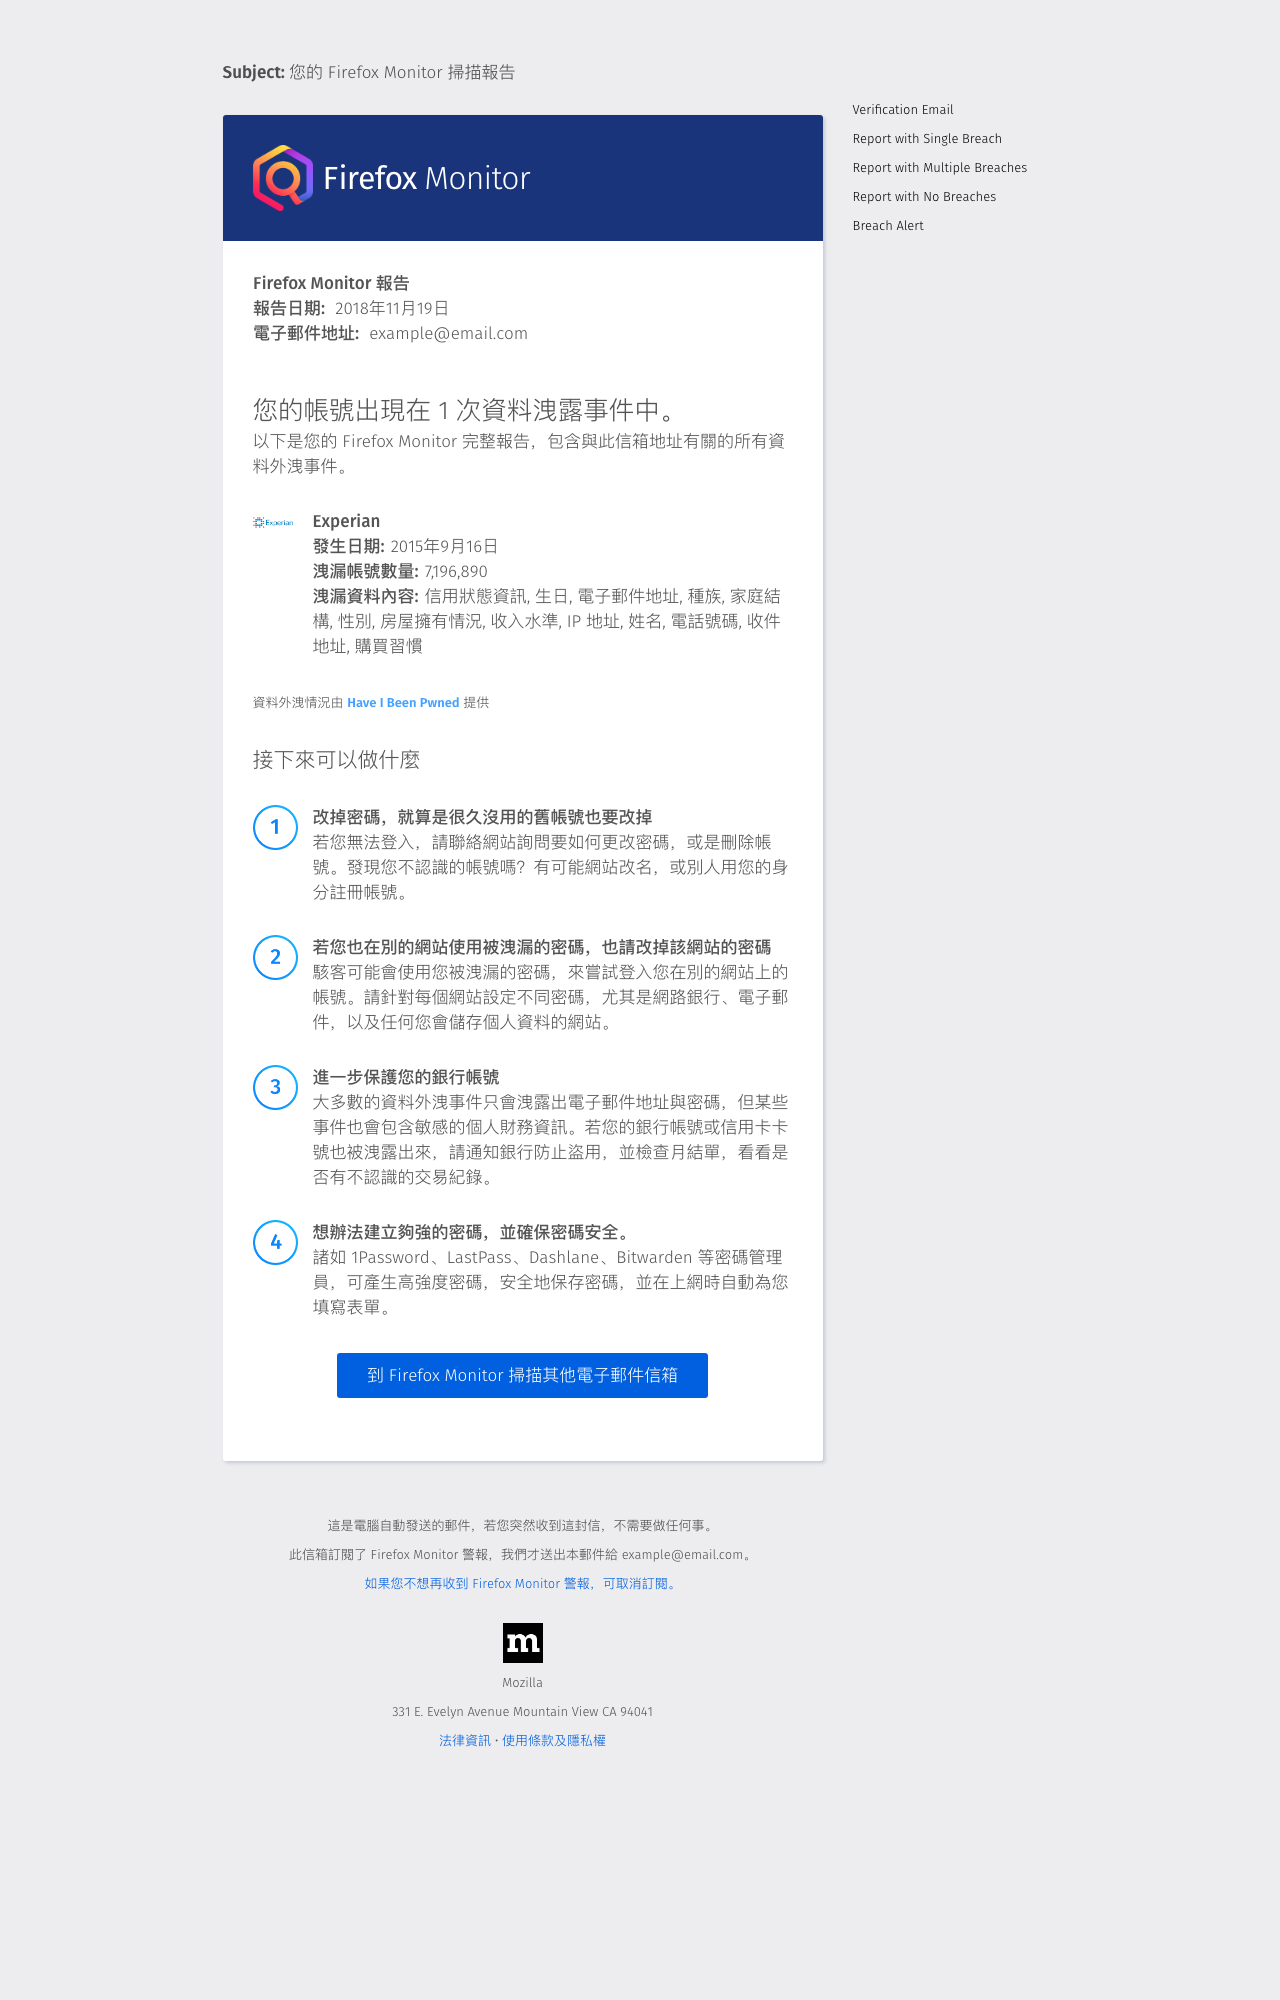 Subject: 您的 Firefox Monitor 掃描報告
Verification Email
Report with Single Breach
Report with Multiple Breaches
Report with No Breaches
Breach Alert
Firefox Monitor
Firefox Monitor 報告
報告日期: 2018年11月19日
電子郵件地址: example@email.com
您的帳號出現在 1 次資料洩露事件中。
以下是您的 Firefox Monitor 完整報告，包含與此信箱地址有關的所有資
料外洩事件。
Experian
Experian
發生日期: 2015年9月16日
洩漏帳號數量: 7,196,890
洩漏資料內容: 信用狀態資訊, 生日, 電子郵件地址, 種族, 家庭結
構, 性別, 房屋擁有情況, 收入水準, IP 地址, 姓名, 電話號碼, 收件
地址, 購買習慣
資料外洩情況由 Have I Been Pwned 提供
接下來可以做什麼
1
改掉密碼，就算是很久沒用的舊帳號也要改掉
若您無法登入，請聯絡網站詢問要如何更改密碼，或是刪除帳
號。發現您不認識的帳號嗎？有可能網站改名，或別人用您的身
分註冊帳號。
2
若您也在別的網站使用被洩漏的密碼，也請改掉該網站的密碼
駭客可能會使用您被洩漏的密碼，來嘗試登入您在別的網站上的
帳號。請針對每個網站設定不同密碼，尤其是網路銀行、電子郵
件，以及任何您會儲存個人資料的網站。
3
進一步保護您的銀行帳號
大多數的資料外洩事件只會洩露出電子郵件地址與密碼，但某些
事件也會包含敏感的個人財務資訊。若您的銀行帳號或信用卡卡
號也被洩露出來，請通知銀行防止盜用，並檢查月結單，看看是
否有不認識的交易紀錄。
4
想辦法建立夠強的密碼，並確保密碼安全。
諸如 1Password、LastPass、Dashlane、Bitwarden 等密碼管理
員，可產生高強度密碼，安全地保存密碼，並在上網時自動為您
填寫表單。
到 Firefox Monitor 掃描其他電子郵件信箱
這是電腦自動發送的郵件，若您突然收到這封信，不需要做任何事。
此信箱訂閱了 Firefox Monitor 警報，我們才送出本郵件給 example@email.com。
如果您不想再收到 Firefox Monitor 警報，可取消訂閱。
m
Mozilla
331 E. Evelyn Avenue Mountain View CA 94041
法律資訊 • 使用條款及隱私權